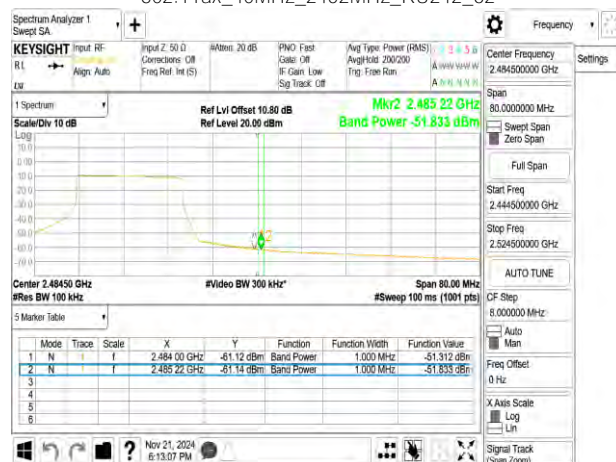 Spectrum Analyzer 1
Swept SA
Frequency
Settings
KEYSIGHT
Input: RF
Align: Auto
Input Z: 50 Ω
Corrections: Off
Freq Ref: Int (S)
#Atten: 20 dB
PNO: Fast
Gate: Off
IF Gain: Low
Sig Track: Off
Avg Type: Power (RMS)
Avg|Hold: 200/200
Trig: Free Run
Center Frequency
2.484500000 GHz
Span
80.0000000 MHz
Swept Span
Zero Span
Full Span
Start Freq
2.444500000 GHz
Stop Freq
2.524500000 GHz
AUTO TUNE
CF Step
8.000000 MHz
Auto
Man
Freq Offset
0 Hz
X Axis Scale
Log
Lin
Signal Track
(Span Zoom)
1 Spectrum
Scale/Div 10 dB
Log
Ref Lvl Offset 10.80 dB
Ref Level 20.00 dBm
Mkr2 2.485 22 GHz
Band Power -51.833 dBm
Center 2.48450 GHz
#Res BW 100 kHz
#Video BW 300 kHz*
Span 80.00 MHz
#Sweep 100 ms (1001 pts)
5 Marker Table
Mode Trace Scale X Y Function Function Width Function Value
1 N 1 f 2.484 00 GHz -61.12 dBm Band Power 1.000 MHz -51.312 dBm
2 N 1 f 2.485 22 GHz -61.14 dBm Band Power 1.000 MHz -51.833 dBm
3
4
5
6
Nov 21, 2024
6:13:07 PM